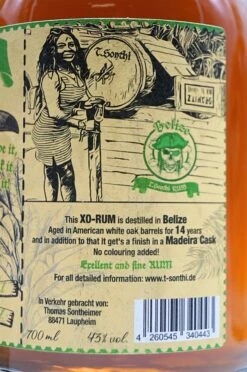 T.Sonthi
Belize
T.Sonthi RUM
This XO-RUM is destilled in Belize
Aged in American white oak barrels for 14 years
and in addition to that it get's a finish in a Madeira Cask
No colouring added!
Exellent and fine RUM
For all detailed information: www.t-sonthi.de
In Verkehr gebracht von:
Thomas Sontheimer
88471 Laupheim
700 ml 43% vol.
4 260545 340443